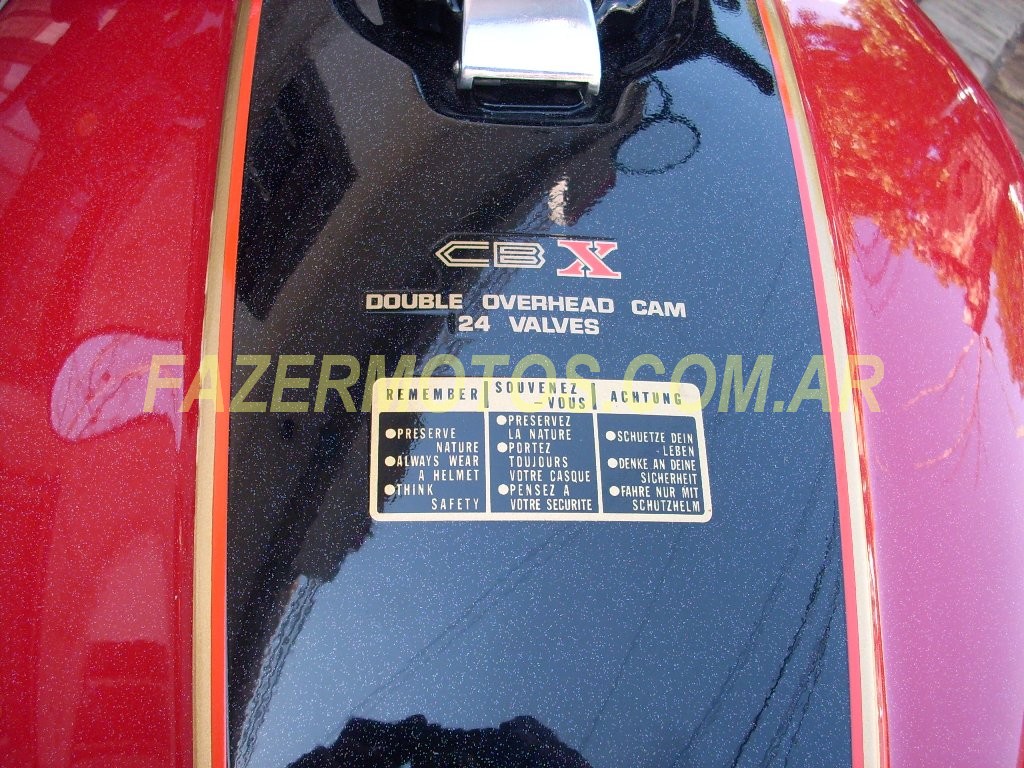 CBX
DOUBLE OVERHEAD CAM
24 VALVES
FAZERMOTOS.COM.AR
REMEMBER
●PRESERVE
NATURE
●ALWAYS WEAR
A HELMET
●THINK
SAFETY
SOUVENEZ
-VOUS
●PRESERVEZ
LA NATURE
●PORTEZ
TOUJOURS
VOTRE CASQUE
●PENSEZ A
VOTRE SECURITE
ACHTUNG
●SCHUETZE DEIN
LEBEN
●DENKE AN DEINE
SICHERHEIT
●FAHRE NUR MIT
SCHUTZHELM